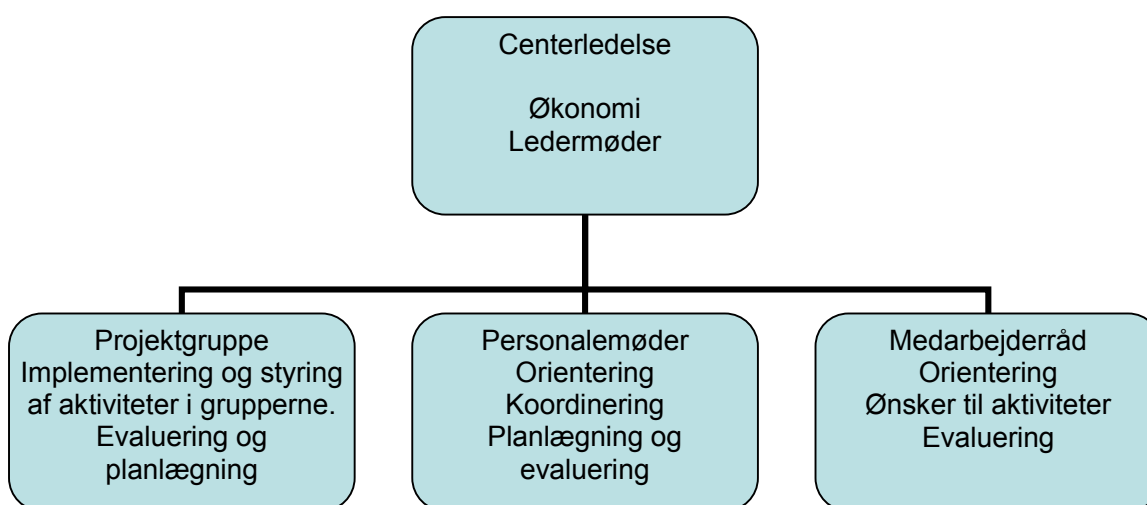 Centerledelse
Økonomi
Ledermøder
Projektgruppe
Implementering og styring
af aktiviteter i grupperne.
Evaluering og
planlægning
Personalemøder
Orientering
Koordinering
Planlægning og
evaluering
Medarbejderråd
Orientering
Ønsker til aktiviteter
Evaluering